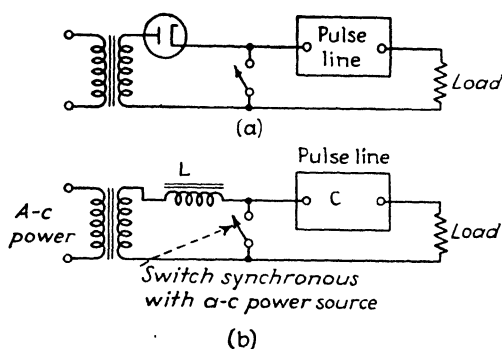 Pulse
line
Load
(a)
Pulse line
L
C
A-c
power
Load
Switch synchronous
with a-c power source
(b)